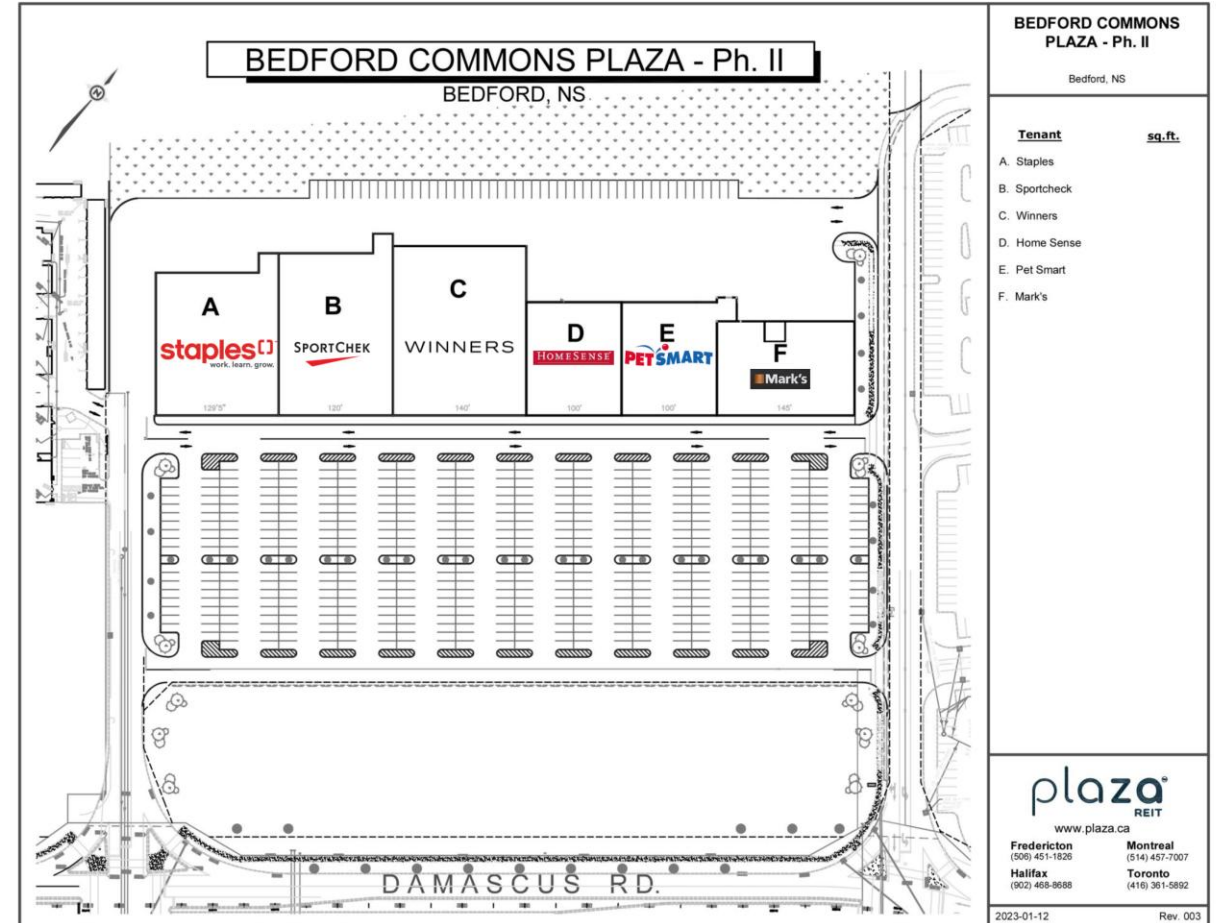 BEDFORD COMMONS PLAZA - Ph. II
BEDFORD, NS
N
A
staples
work. learn. grow.
129'5"
B
SPORTCHEK
120'
C
WINNERS
140'
D
HOMESENSE
100'
E
PETSMART
100'
F
Mark's
145'
DAMASCUS RD.
BEDFORD COMMONS
PLAZA - Ph. II
Bedford, NS
Tenant sq.ft.
A. Staples
B. Sportcheck
C. Winners
D. Home Sense
E. Pet Smart
F. Mark's
plaza
REIT
www.plaza.ca
Fredericton Montreal
(506) 451-1826 (514) 457-7007
Halifax Toronto
(902) 468-8688 (416) 361-5892
2023-01-12 Rev. 003